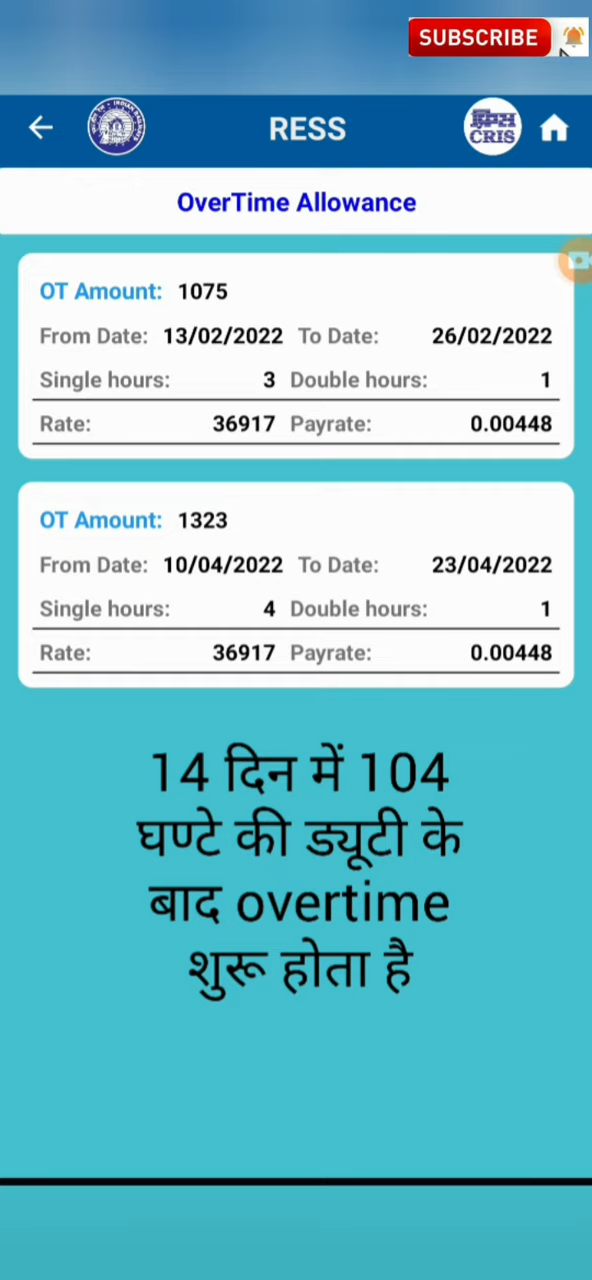 SUBSCRIBE
RESS
CRIS
OverTime Allowance
OT Amount: 1075
From Date: 13/02/2022 To Date: 26/02/2022
Single hours: 3 Double hours: 1
Rate: 36917 Payrate: 0.00448
OT Amount: 1323
From Date: 10/04/2022 To Date: 23/04/2022
Single hours: 4 Double hours: 1
Rate: 36917 Payrate: 0.00448
14 दिन में 104
घण्टे की ड्यूटी के
बाद overtime
शुरू होता है